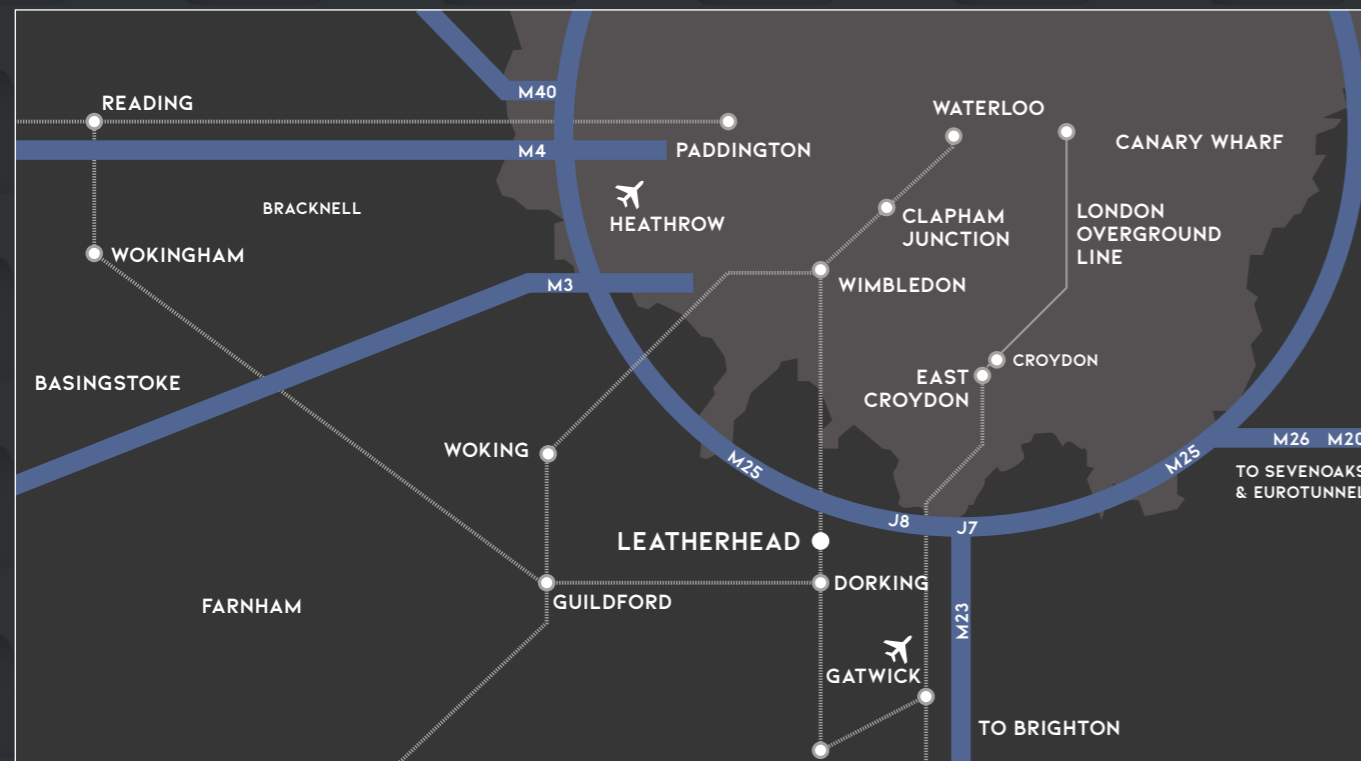 M40
READING
WATERLOO
M4
PADDINGTON
CANARY WHARF
BRACKNELL
HEATHROW
CLAPHAM
JUNCTION
LONDON
OVERGROUND
LINE
WOKINGHAM
M3
WIMBLEDON
BASINGSTOKE
EAST
CROYDON
CROYDON
WOKING
M25
M25
M26 M20
TO SEVENOAKS
& EUROTUNNEL
J8
J7
LEATHERHEAD
DORKING
FARNHAM
GUILDFORD
M23
GATWICK
TO BRIGHTON